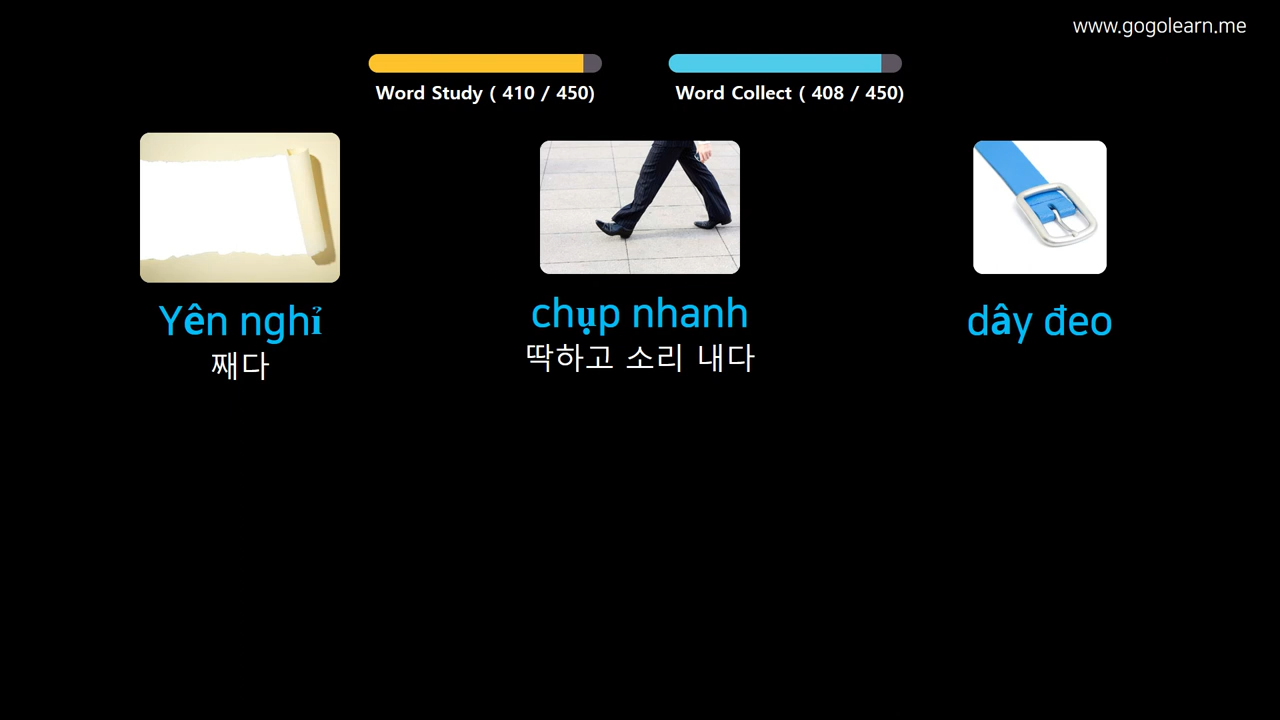 www.gogolearn.me
Word Study ( 410 / 450)
Word Collect ( 408 / 450)
Yên nghỉ
째다
chụp nhanh
딱하고 소리 내다
dây đeo